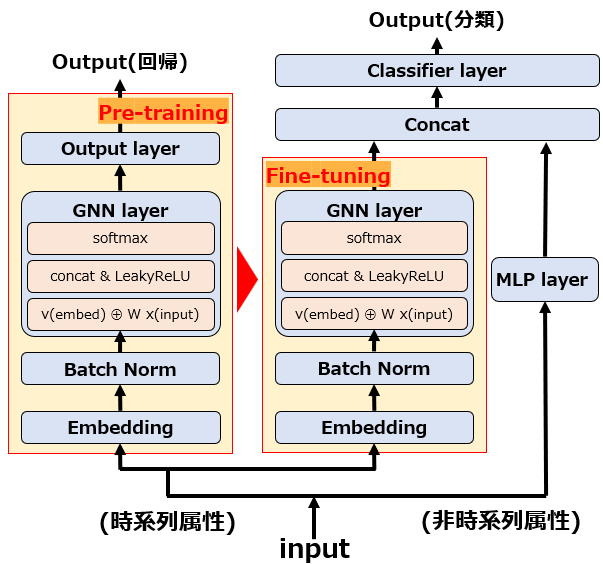 Output(分類)
Output(回帰)
Classifier layer
Concat
Pre-training
Output layer
GNN layer
softmax
concat & LeakyReLU
v(embed) ⊕ W x(input)
Batch Norm
Embedding
Fine-tuning
GNN layer
softmax
concat & LeakyReLU
v(embed) ⊕ W x(input)
Batch Norm
Embedding
MLP layer
(時系列属性)
(非時系列属性)
input